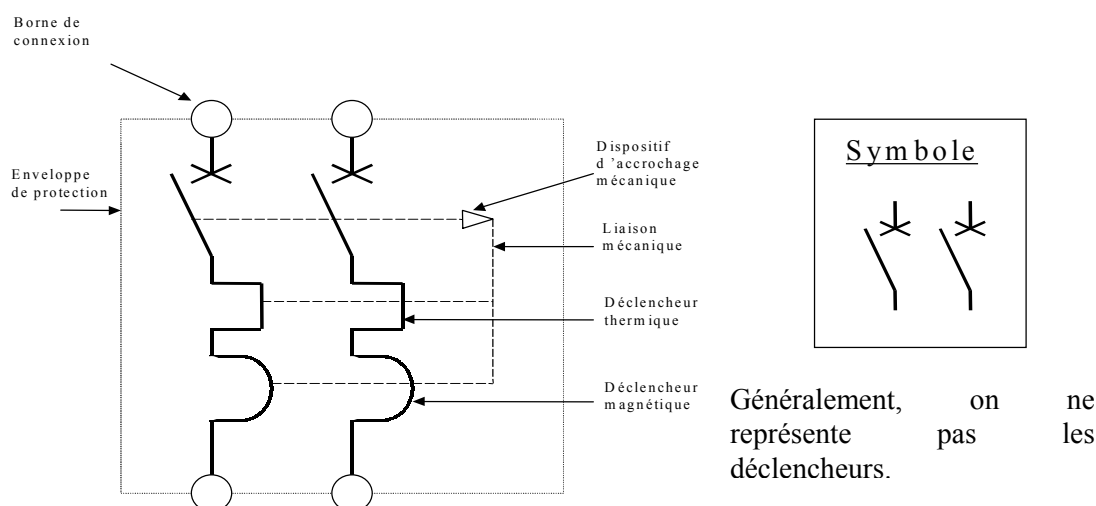 Borne de
connexion
Enveloppe
de protection
Dispositif
d 'accrochage
mécanique
Liaison
mécanique
Déclencheur
thermique
Déclencheur
magnétique
Symbole
Généralement, on ne
représente pas les
déclencheurs.